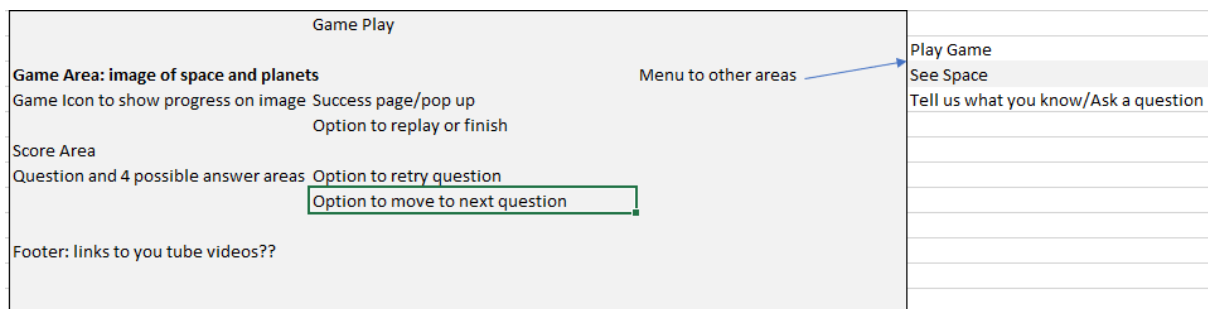 Game Play
Play Game
Game Area: image of space and planets
Menu to other areas
See Space
Game Icon to show progress on image
Success page/pop up
Tell us what you know/Ask a question
Option to replay or finish
Score Area
Question and 4 possible answer areas
Option to retry question
Option to move to next question
Footer: links to you tube videos??